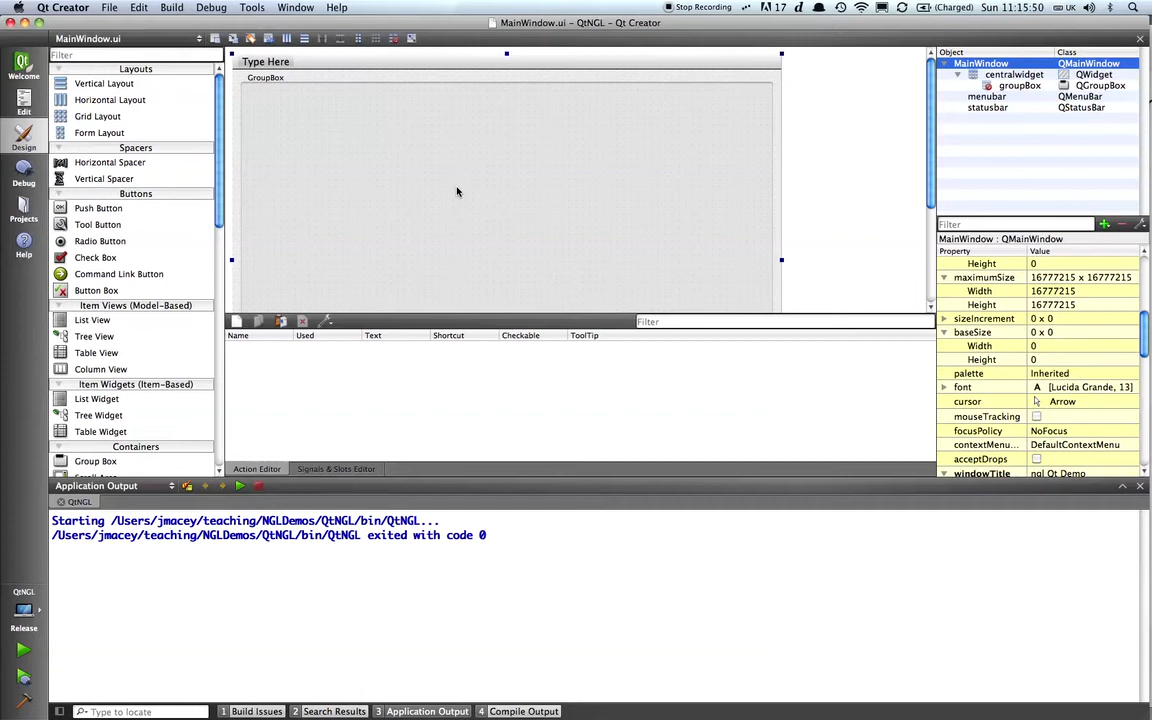 Qt Creator File Edit Build Debug Tools Window Help Stop Recording 17 (Charged) UK Sun 11:15:50
MainWindow.ui - QtNGL - Qt Creator
MainWindow.ui
Welcome
Edit
Design
Debug
Projects
Help
QtNGL
Release
Filter
Layouts
Vertical Layout
Horizontal Layout
Grid Layout
Form Layout
Spacers
Horizontal Spacer
Vertical Spacer
Buttons
Push Button
Tool Button
Radio Button
Check Box
Command Link Button
Button Box
Item Views (Model-Based)
List View
Tree View
Table View
Column View
Item Widgets (Item-Based)
List Widget
Tree Widget
Table Widget
Containers
Group Box
Type Here
GroupBox
Filter
Name Used Text Shortcut Checkable ToolTip
Action Editor Signals & Slots Editor
Object Class
MainWindow QMainWindow
centralwidget QWidget
groupBox QGroupBox
menubar QMenuBar
statusbar QStatusBar
Filter
MainWindow : QMainWindow
Property Value
Height 0
maximumSize 16777215 x 16777215
Width 16777215
Height 16777215
sizeIncrement 0 x 0
baseSize 0 x 0
Width 0
Height 0
palette Inherited
font A [Lucida Grande, 13]
cursor Arrow
mouseTracking
focusPolicy NoFocus
contextMenu... DefaultContextMenu
acceptDrops
windowTitle ngl Qt Demo
Application Output
QtNGL
Starting /Users/jmacey/teaching/NGLDemos/QtNGL/bin/QtNGL...
/Users/jmacey/teaching/NGLDemos/QtNGL/bin/QtNGL exited with code 0
Type to locate 1 Build Issues 2 Search Results 3 Application Output 4 Compile Output